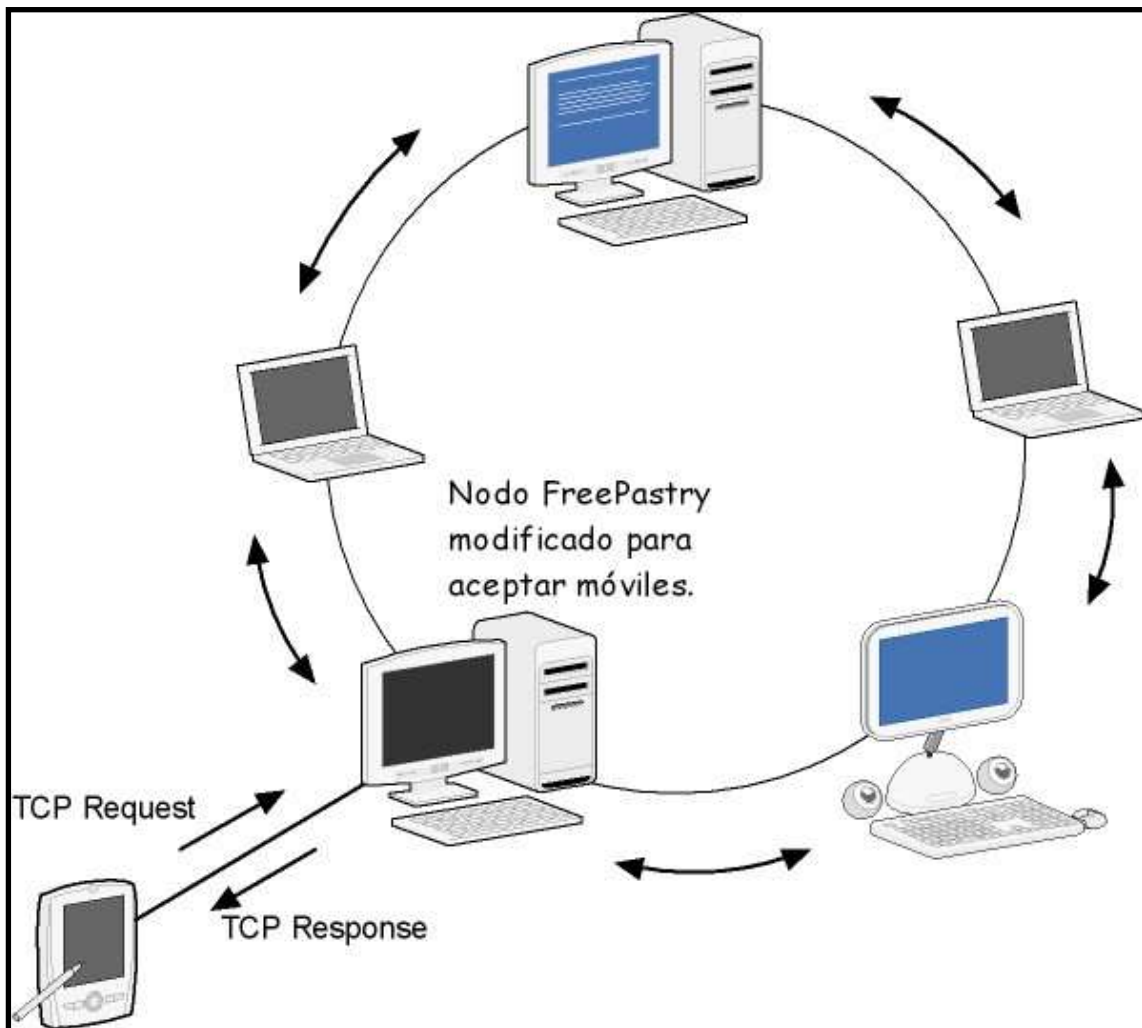 Nodo FreePastry
modificado para
aceptar móviles.
TCP Request
TCP Response